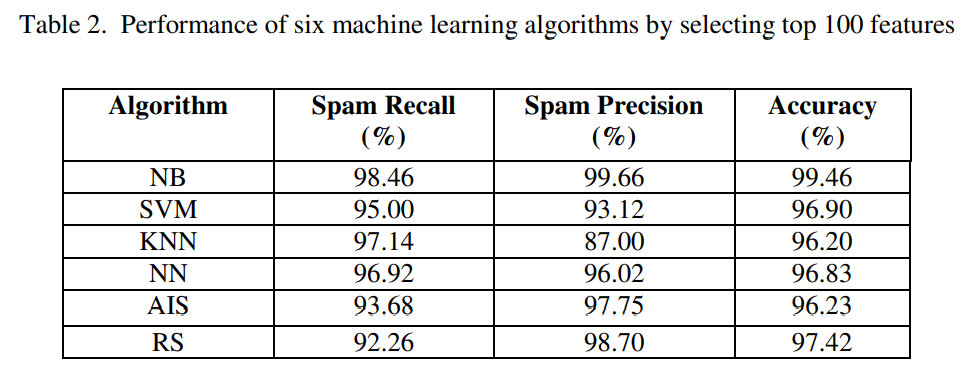 Table 2. Performance of six machine learning algorithms by selecting top 100 features
Algorithm Spam Recall Spam Precision Accuracy
(%) (%) (%)
NB 98.46 99.66 99.46
SVM 95.00 93.12 96.90
KNN 97.14 87.00 96.20
NN 96.92 96.02 96.83
AIS 93.68 97.75 96.23
RS 92.26 98.70 97.42